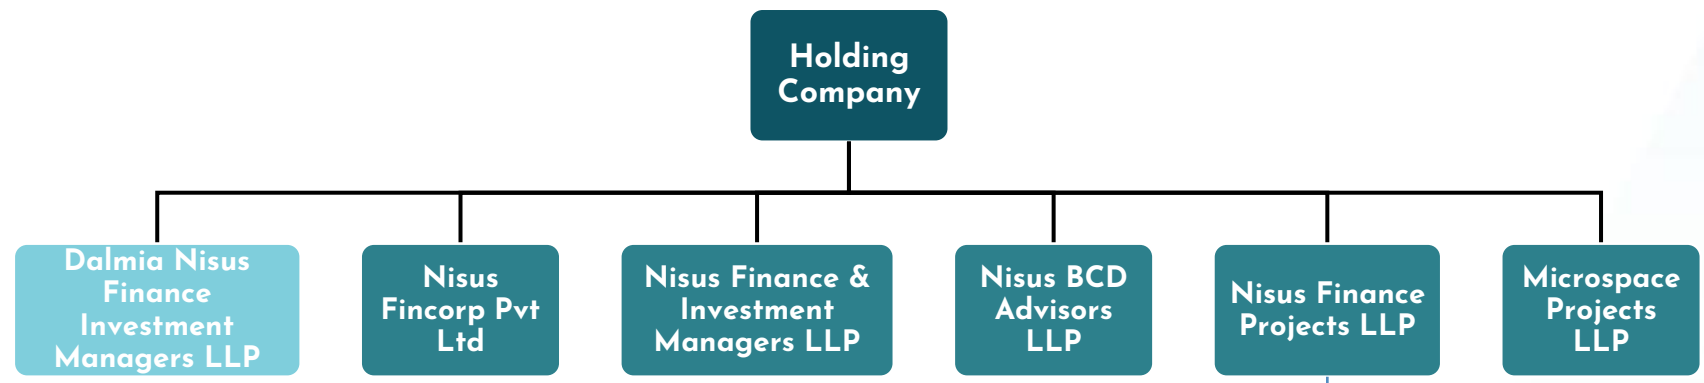 Holding
Company
Dalmia Nisus
Finance
Investment
Managers LLP
Nisus
Fincorp Pvt
Ltd
Nisus Finance &
Investment
Managers LLP
Nisus BCD
Advisors
LLP
Nisus Finance
Projects LLP
Microspace
Projects
LLP